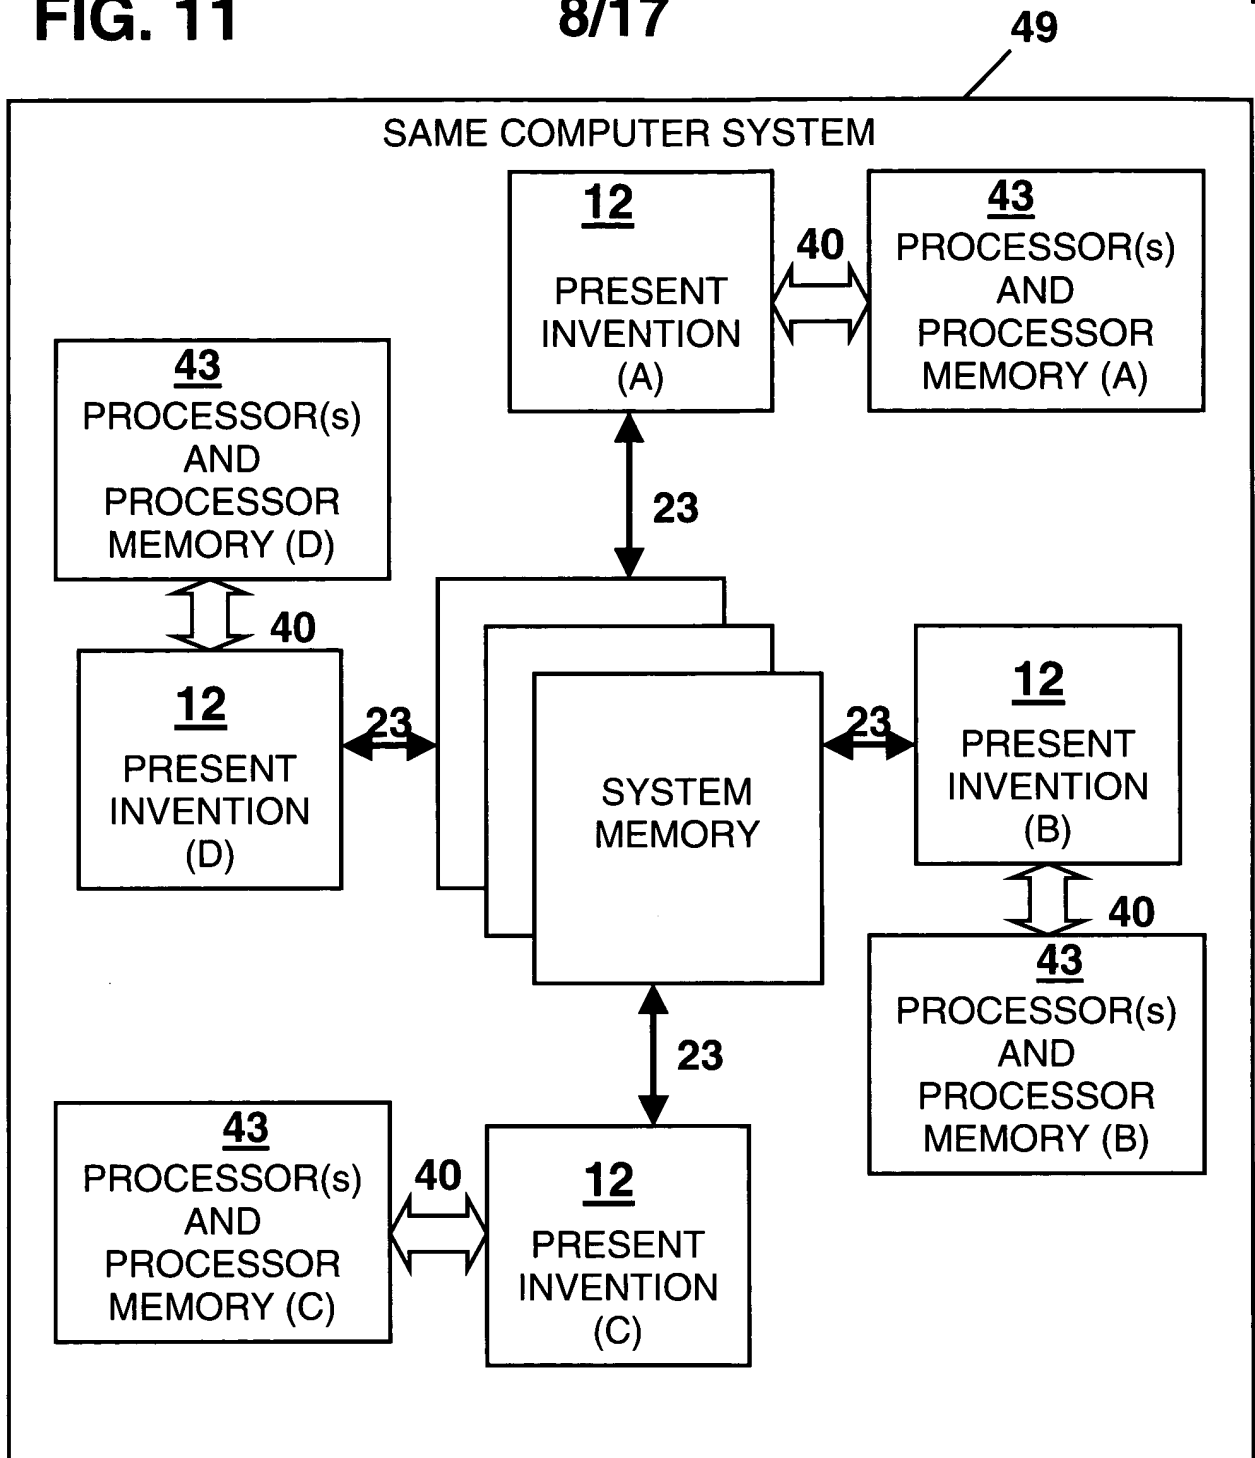 FIG. 11
8/17
49
SAME COMPUTER SYSTEM
12
PRESENT
INVENTION
(A)
40
43
PROCESSOR(s)
AND
PROCESSOR
MEMORY (A)
43
PROCESSOR(s)
AND
PROCESSOR
MEMORY (D)
23
40
12
PRESENT
INVENTION
(D)
23
SYSTEM
MEMORY
23
12
PRESENT
INVENTION
(B)
40
43
PROCESSOR(s)
AND
PROCESSOR
MEMORY (B)
23
43
PROCESSOR(s)
AND
PROCESSOR
MEMORY (C)
40
12
PRESENT
INVENTION
(C)